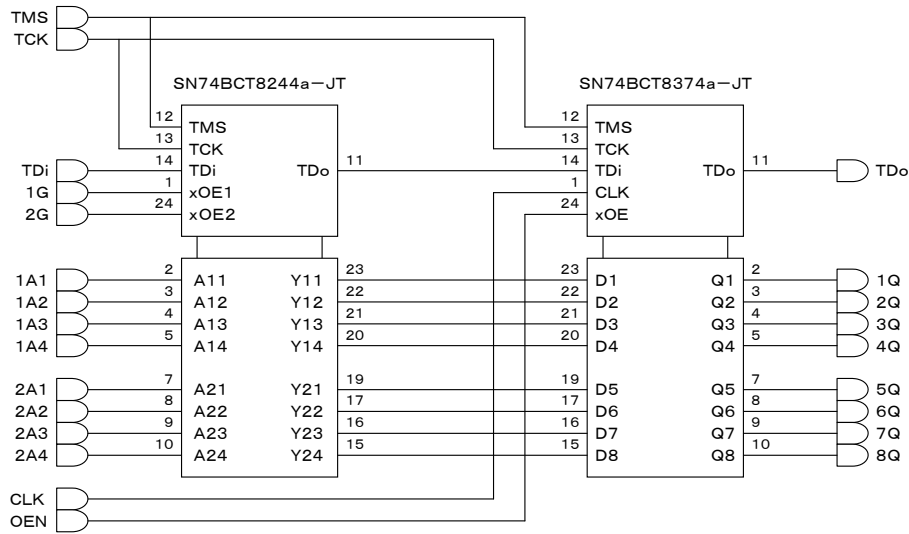 TMS
TCK
SN74BCT8244a-JT
SN74BCT8374a-JT
12 TMS
13 TCK
TDi 14 TDi TDo 11
1G 1 xOE1
2G 24 xOE2
12 TMS
13 TCK
14 TDi TDo 11 TDo
1 CLK
24 xOE
1A1 2 A11 Y11 23 23 D1 Q1 2 1Q
1A2 3 A12 Y12 22 22 D2 Q2 3 2Q
1A3 4 A13 Y13 21 21 D3 Q3 4 3Q
1A4 5 A14 Y14 20 20 D4 Q4 5 4Q
2A1 7 A21 Y21 19 19 D5 Q5 7 5Q
2A2 8 A22 Y22 17 17 D6 Q6 8 6Q
2A3 9 A23 Y23 16 16 D7 Q7 9 7Q
2A4 10 A24 Y24 15 15 D8 Q8 10 8Q
CLK
OEN